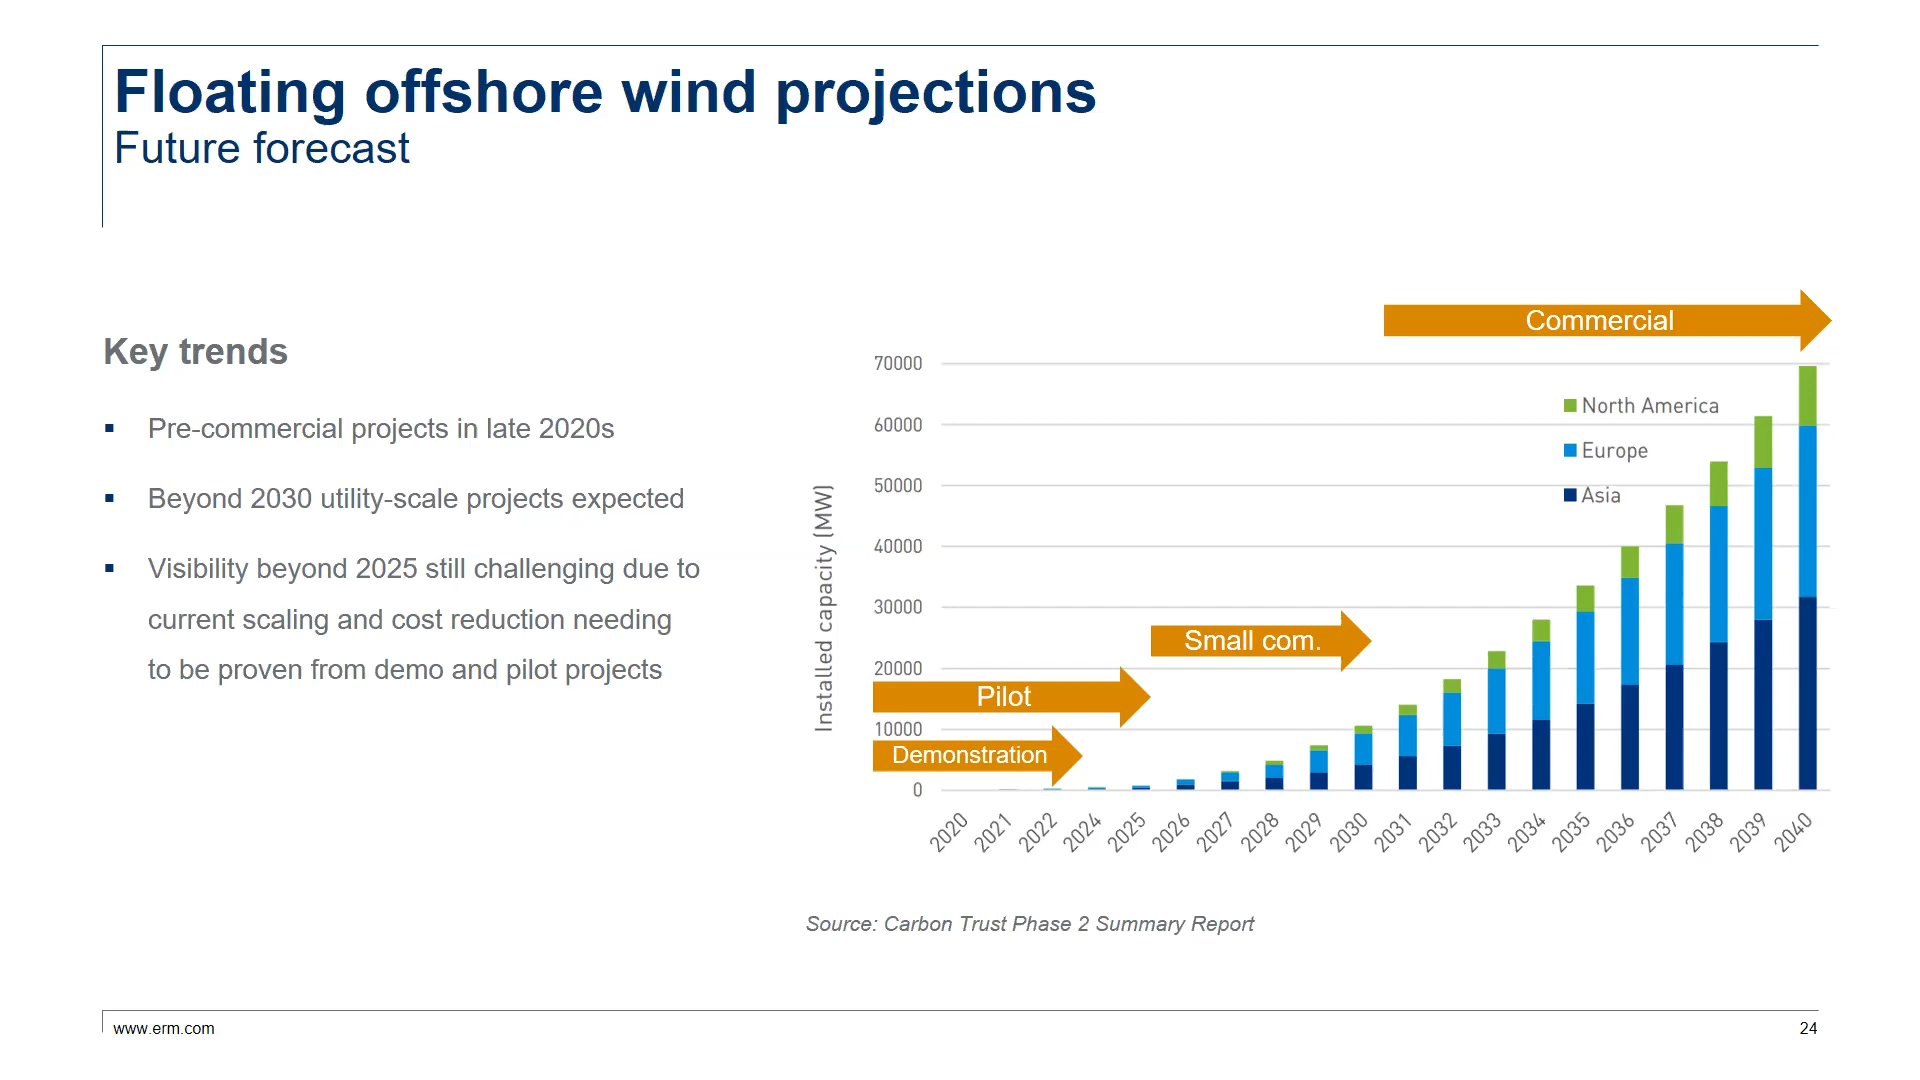 Floating offshore wind projections
Future forecast
Key trends
▪ Pre-commercial projects in late 2020s
▪ Beyond 2030 utility-scale projects expected
▪ Visibility beyond 2025 still challenging due to
current scaling and cost reduction needing
to be proven from demo and pilot projects
Commercial
Small com.
Pilot
Demonstration
Installed capacity (MW)
70000
60000
50000
40000
30000
20000
10000
0
North America
Europe
Asia
2020 2021 2022 2024 2025 2026 2027 2028 2029 2030 2031 2032 2033 2034 2035 2036 2037 2038 2039 2040
Source: Carbon Trust Phase 2 Summary Report
www.erm.com
24